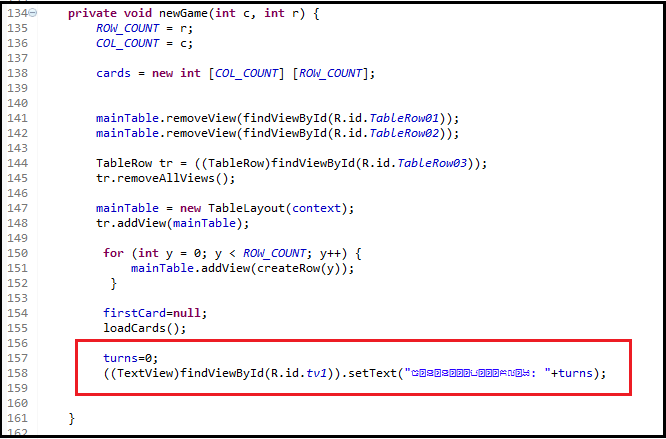 134 private void newGame(int c, int r) {
135 ROW_COUNT = r;
136 COL_COUNT = c;
137
138 cards = new int [COL_COUNT] [ROW_COUNT];
139
140
141 mainTable.removeView(findViewById(R.id.TableRow01));
142 mainTable.removeView(findViewById(R.id.TableRow02));
143
144 TableRow tr = ((TableRow)findViewById(R.id.TableRow03));
145 tr.removeAllViews();
146
147 mainTable = new TableLayout(context);
148 tr.addView(mainTable);
149
150 for (int y = 0; y < ROW_COUNT; y++) {
151 mainTable.addView(createRow(y));
152 }
153
154 firstCard=null;
155 loadCards();
156
157 turns=0;
158 ((TextView)findViewById(R.id.tv1)).setText(": "+turns);
159
160
161 }
162